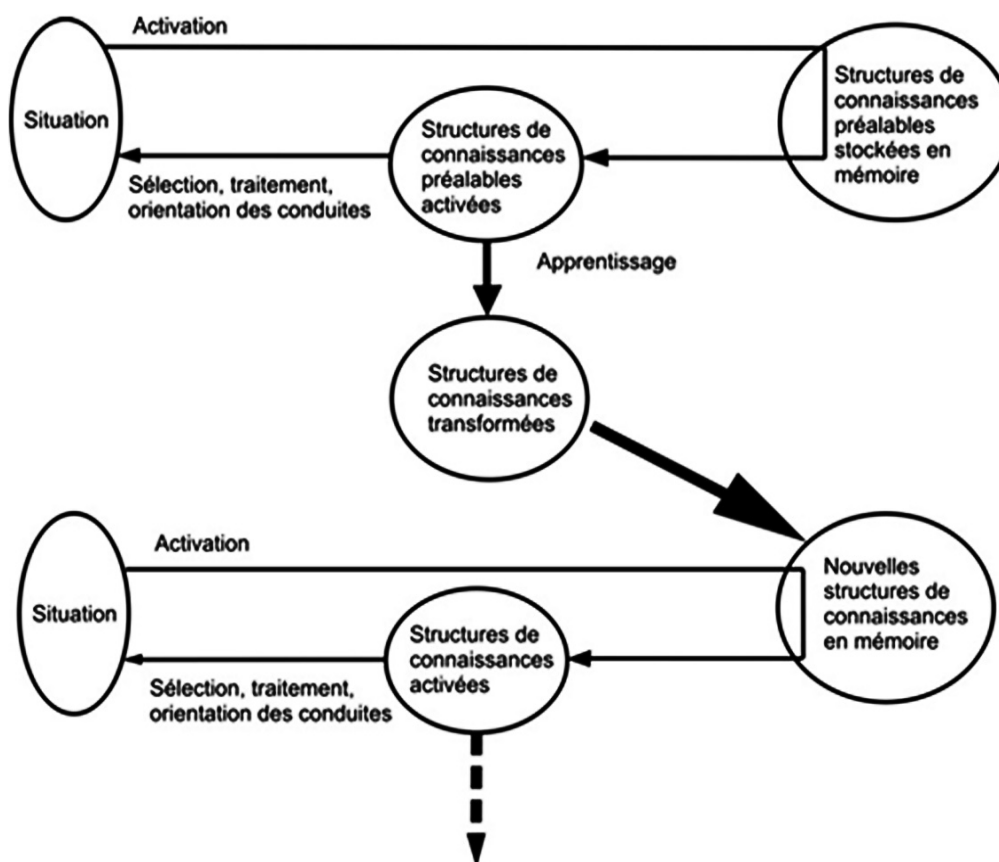 Activation
Situation
Structures de
connaissances
préalables
activées
Structures de
connaissances
préalables
stockées en
mémoire
Sélection, traitement,
orientation des conduites
Apprentissage
Structures de
connaissances
transformées
Activation
Situation
Structures de
connaissances
activées
Nouvelles
structures de
connaissances
en mémoire
Sélection, traitement,
orientation des conduites